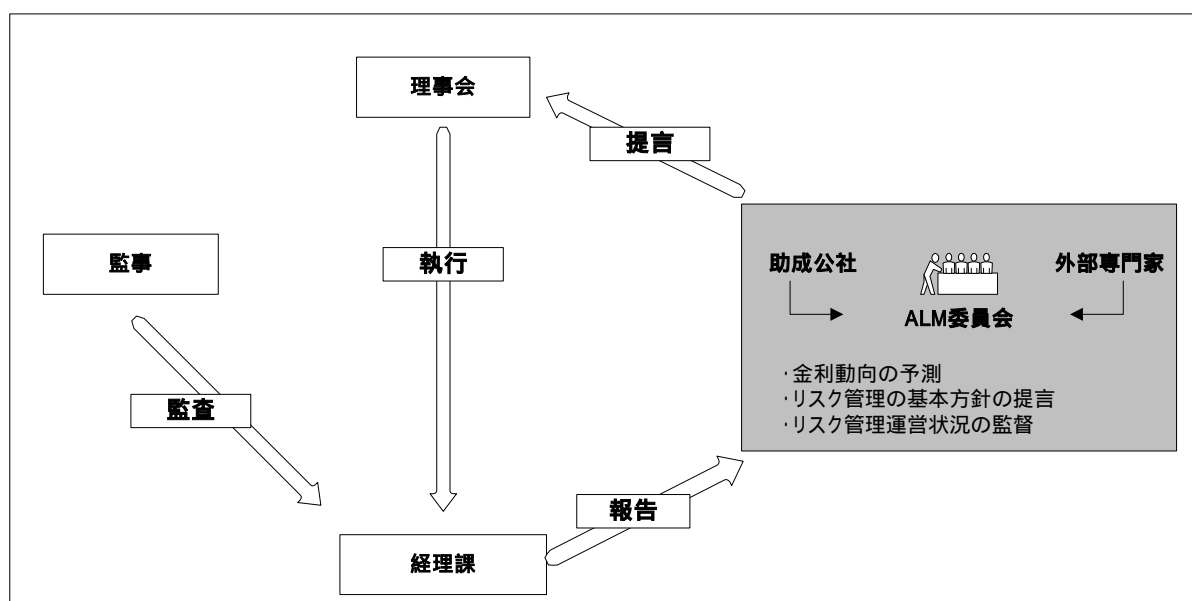 理事会
提言
監事
執行
助成公社
外部専門家
ALM委員会
・金利動向の予測
・リスク管理の基本方針の提言
・リスク管理運営状況の監督
監査
報告
経理課